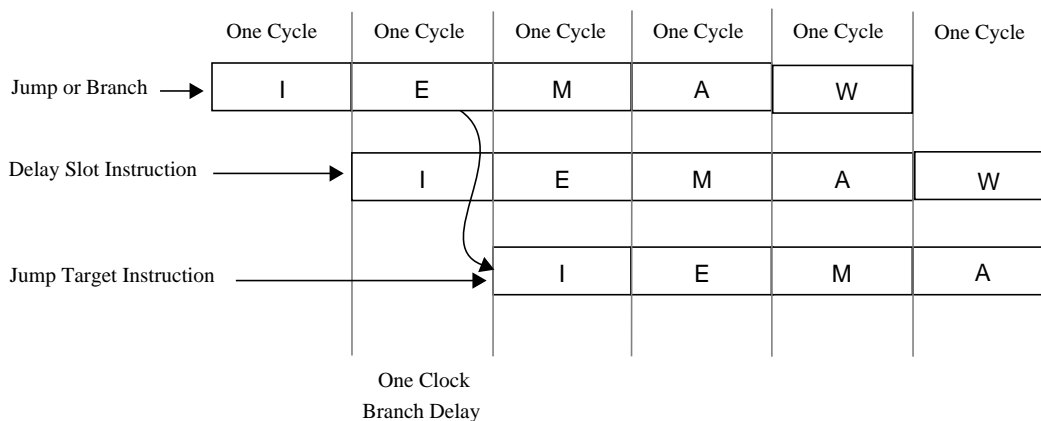 One Cycle One Cycle One Cycle One Cycle One Cycle One Cycle
Jump or Branch I E M A W
Delay Slot Instruction I E M A W
Jump Target Instruction I E M A
One Clock
Branch Delay